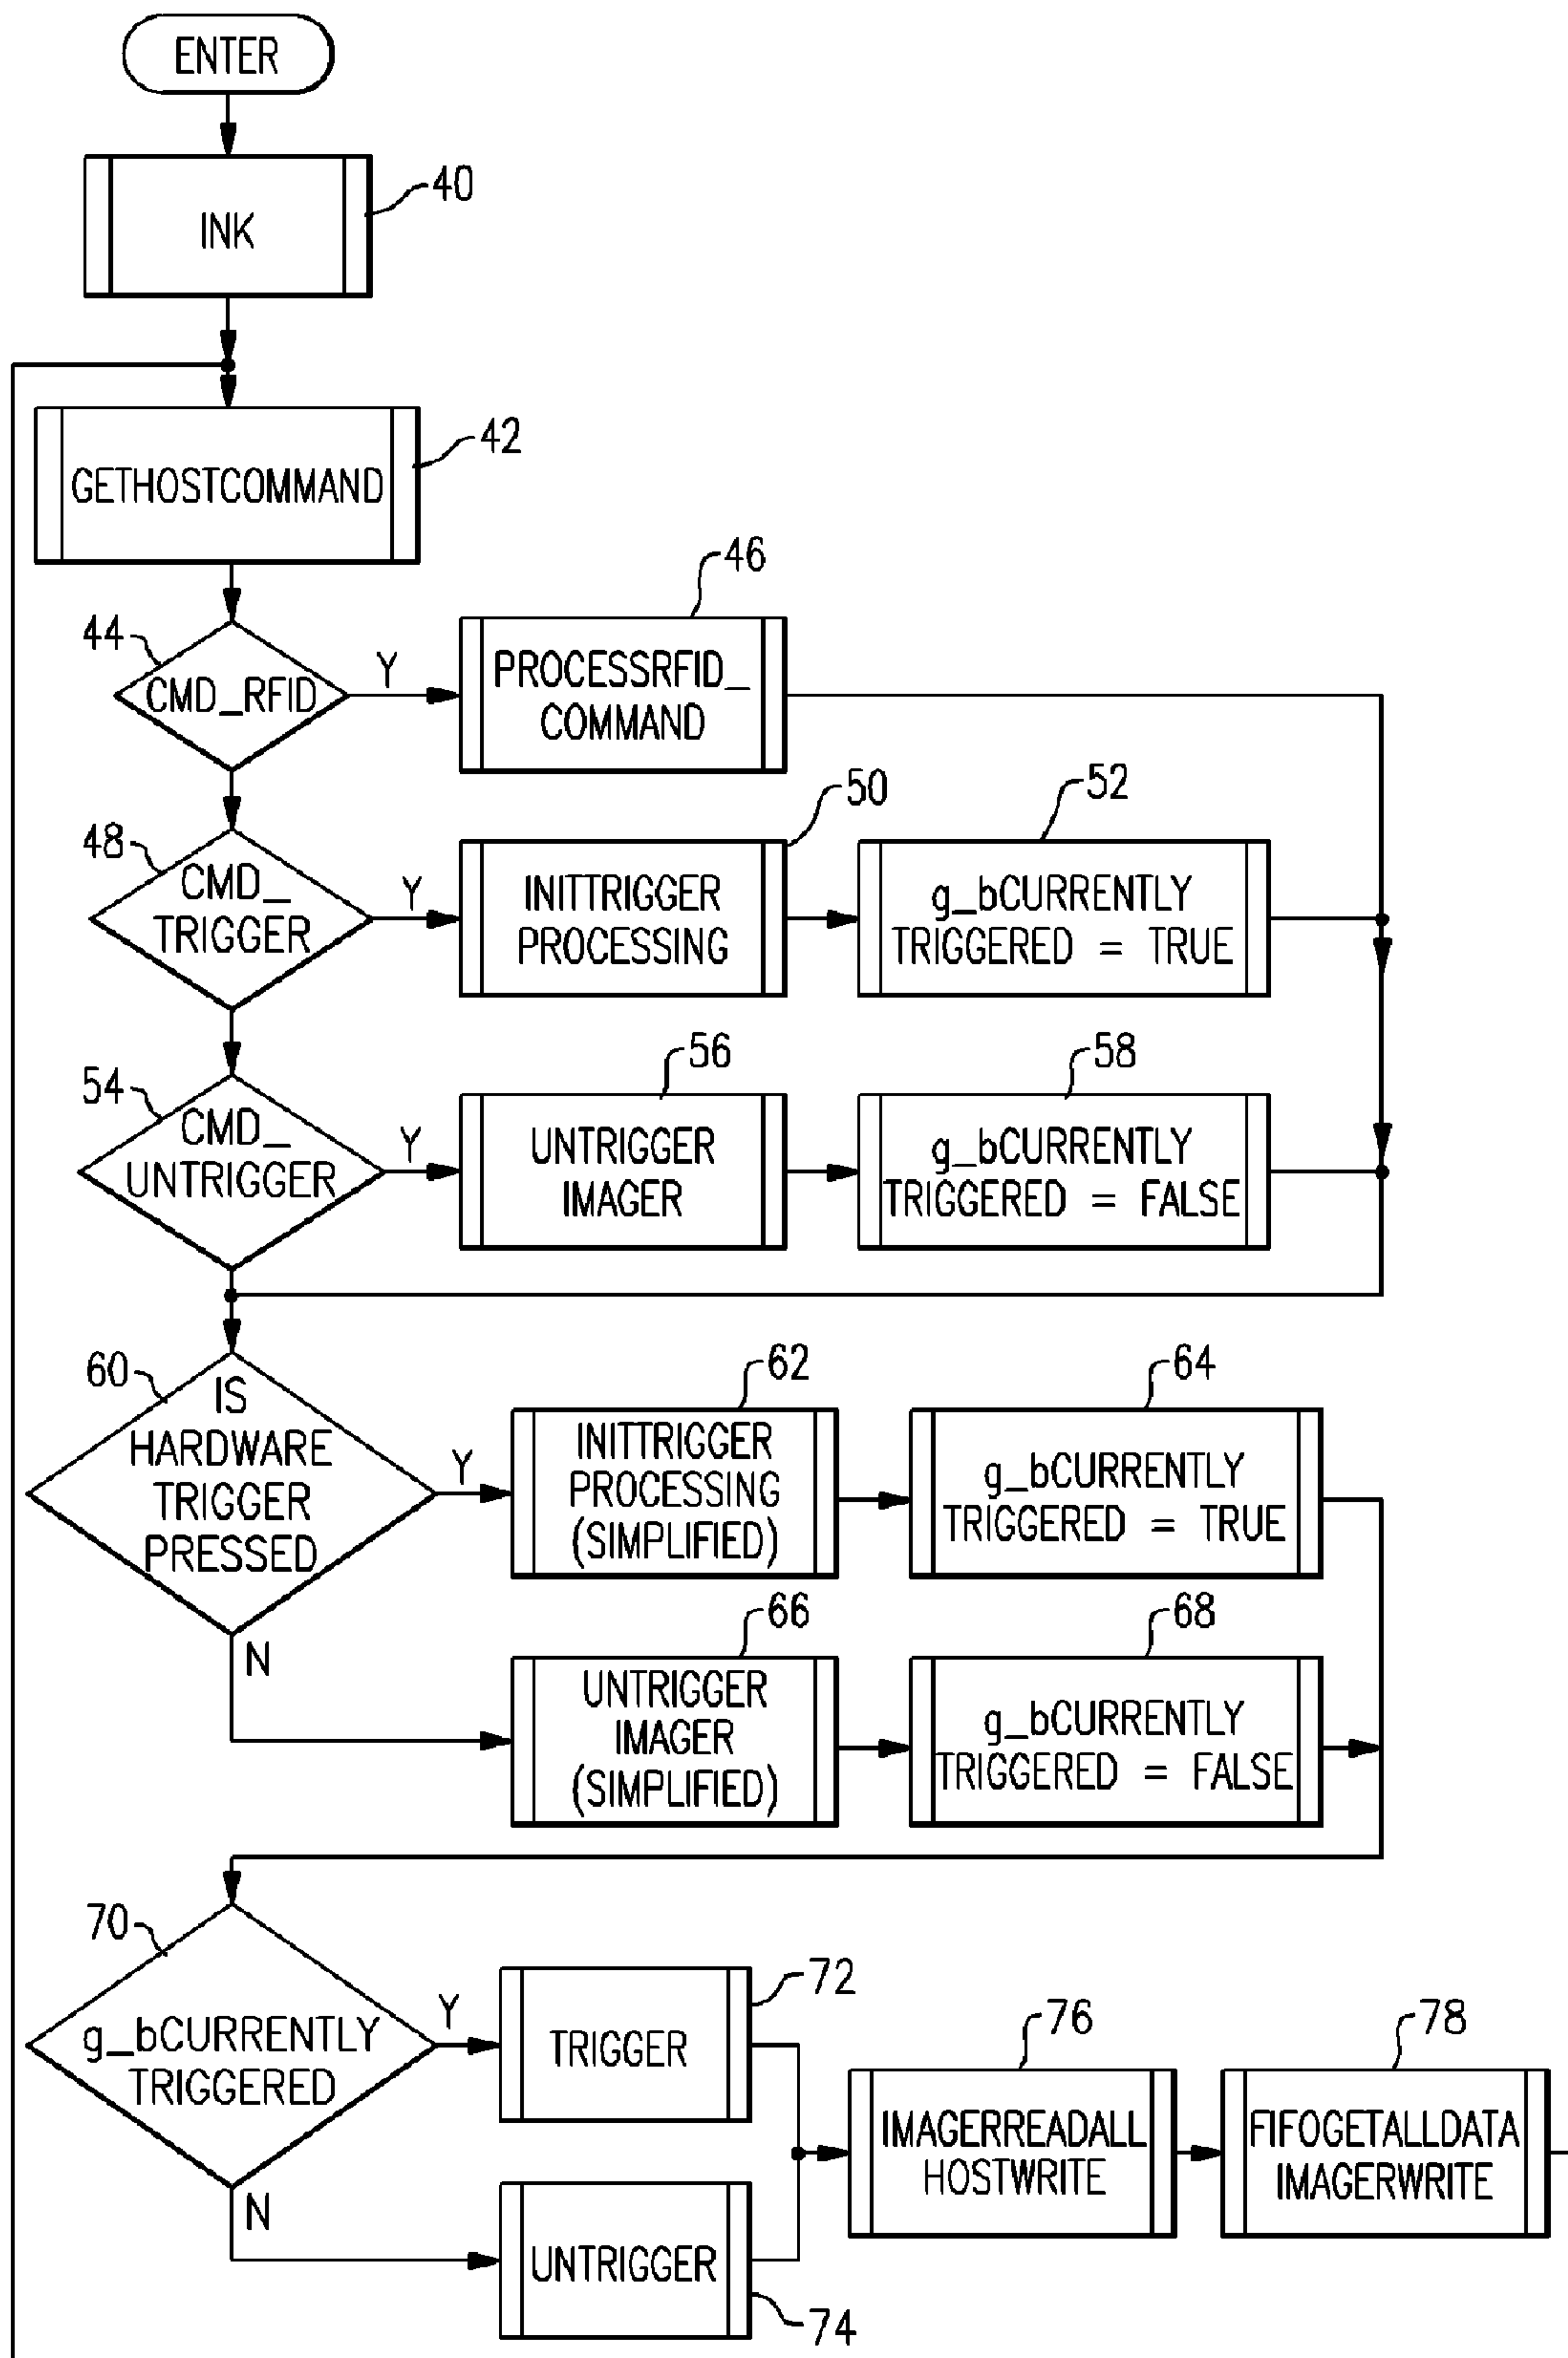 ENTER
INK
40
GETHOSTCOMMAND
42
44
CMD_RFID
Y
46
PROCESSRFID_
COMMAND
48
CMD_
TRIGGER
Y
50
INITTRIGGER
PROCESSING
52
g_bCURRENTLY
TRIGGERED = TRUE
54
CMD_
UNTRIGGER
Y
56
UNTRIGGER
IMAGER
58
g_bCURRENTLY
TRIGGERED = FALSE
60
IS
HARDWARE
TRIGGER
PRESSED
Y
62
INITTRIGGER
PROCESSING
(SIMPLIFIED)
64
g_bCURRENTLY
TRIGGERED = TRUE
N
66
UNTRIGGER
IMAGER
(SIMPLIFIED)
68
g_bCURRENTLY
TRIGGERED = FALSE
70
g_bCURRENTLY
TRIGGERED
Y
72
TRIGGER
N
UNTRIGGER
74
76
IMAGERREADALL
HOSTWRITE
78
FIFOGETALLDATA
IMAGERWRITE